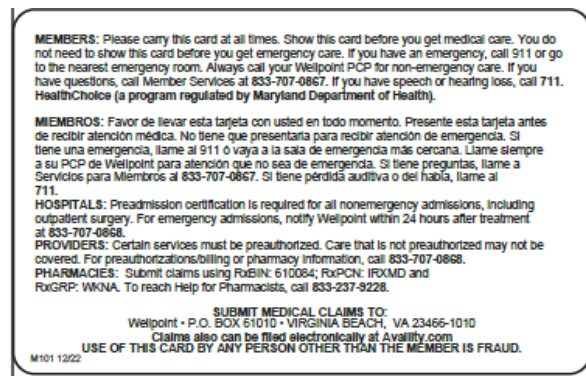 MEMBERS: Please carry this card at all times. Show this card before you get medical care. You do
not need to show this card before you get emergency care. If you have an emergency, call 911 or go
to the nearest emergency room. Always call your Wellpoint PCP for non-emergency care. If you
have questions, call Member Services at 833-707-0867. If you have speech or hearing loss, call 711.
HealthChoice (a program regulated by Maryland Department of Health).
MIEMBROS: Favor de llevar esta tarjeta con usted en todo momento. Presente esta tarjeta antes
de recibir atención médica. No tiene que presentarla para recibir atención de emergencia. Si
tiene una emergencia, llame al 911 o vaya a la sala de emergencia más cercana. Llame siempre
a su PCP de Wellpoint para atención que no sea de emergencia. Si tiene preguntas, llame a
Servicios para Miembros al 833-707-0867. Si tiene pérdida auditiva o del habla, llame al
711.
HOSPITALS: Preadmission certification is required for all nonemergency admissions, including
outpatient surgery. For emergency admissions, notify Wellpoint within 24 hours after treatment
at 833-707-0868.
PROVIDERS: Certain services must be preauthorized. Care that is not preauthorized may not be
covered. For preauthorizations/billing or pharmacy information, call 833-707-0868.
PHARMACIES: Submit claims using RxBIN: 610084; RxPCN: IRXMD and
RxGRP: WKNA. To reach Help for Pharmacists, call 833-237-9228.
SUBMIT MEDICAL CLAIMS TO:
Wellpoint • P.O. BOX 61010 • VIRGINIA BEACH, VA 23466-1010
Claims also can be filed electronically at Availity.com
USE OF THIS CARD BY ANY PERSON OTHER THAN THE MEMBER IS FRAUD.
M101 12/22